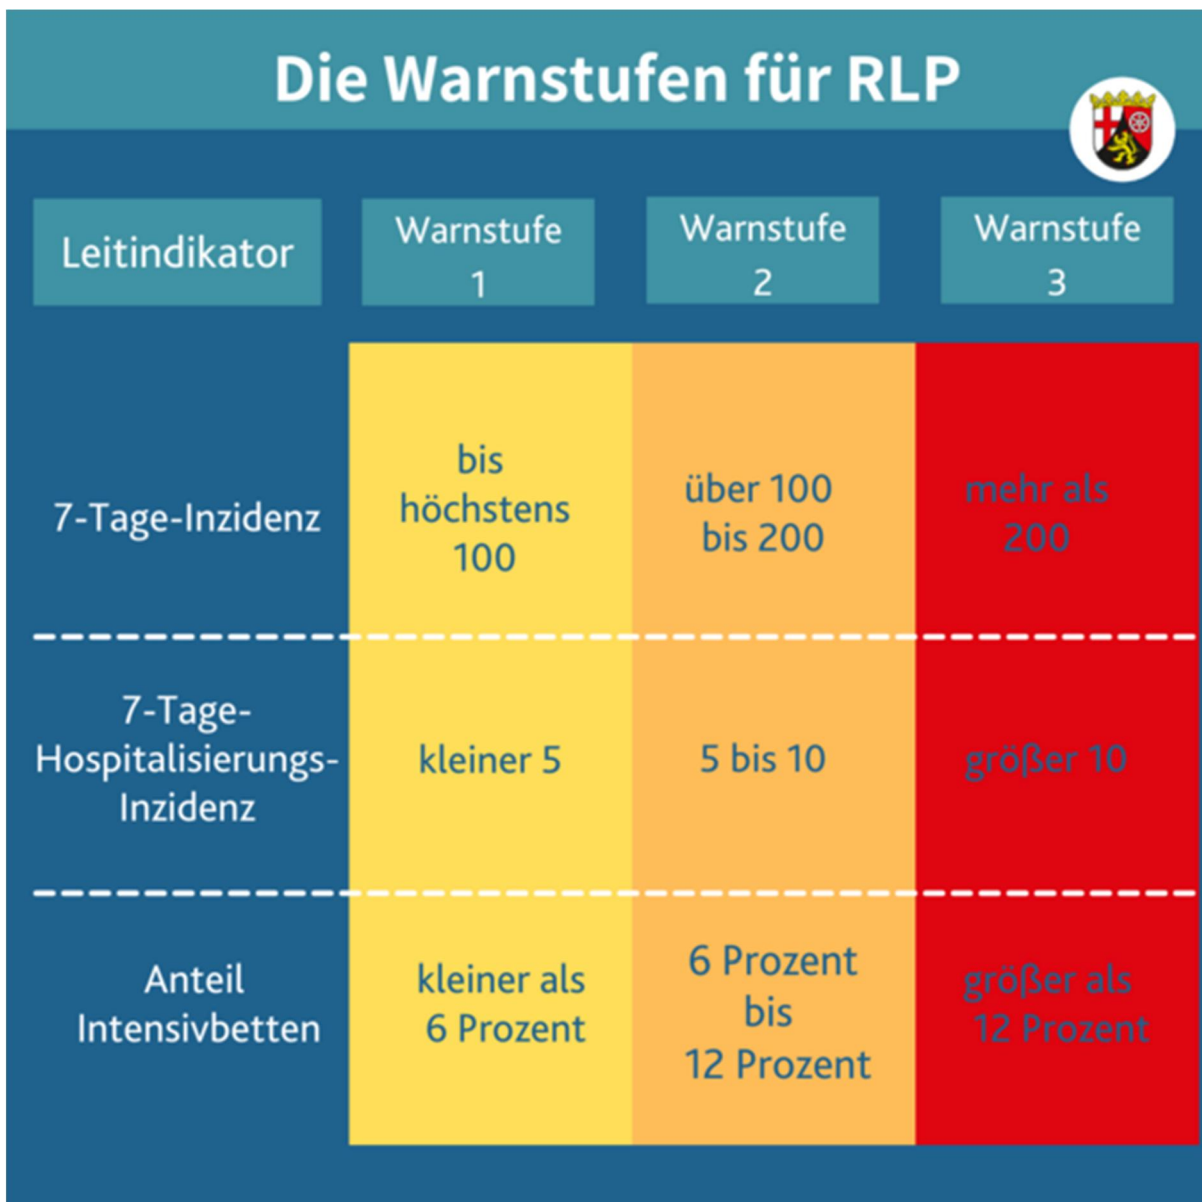 Die Warnstufen für RLP
Leitindikator
Warnstufe
1
Warnstufe
2
Warnstufe
3
7-Tage-Inzidenz
bis
höchstens
100
über 100
bis 200
mehr als
200
7-Tage-
Hospitalisierungs-
Inzidenz
kleiner 5
5 bis 10
größer 10
Anteil
Intensivbetten
kleiner als
6 Prozent
6 Prozent
bis
12 Prozent
größer als
12 Prozent